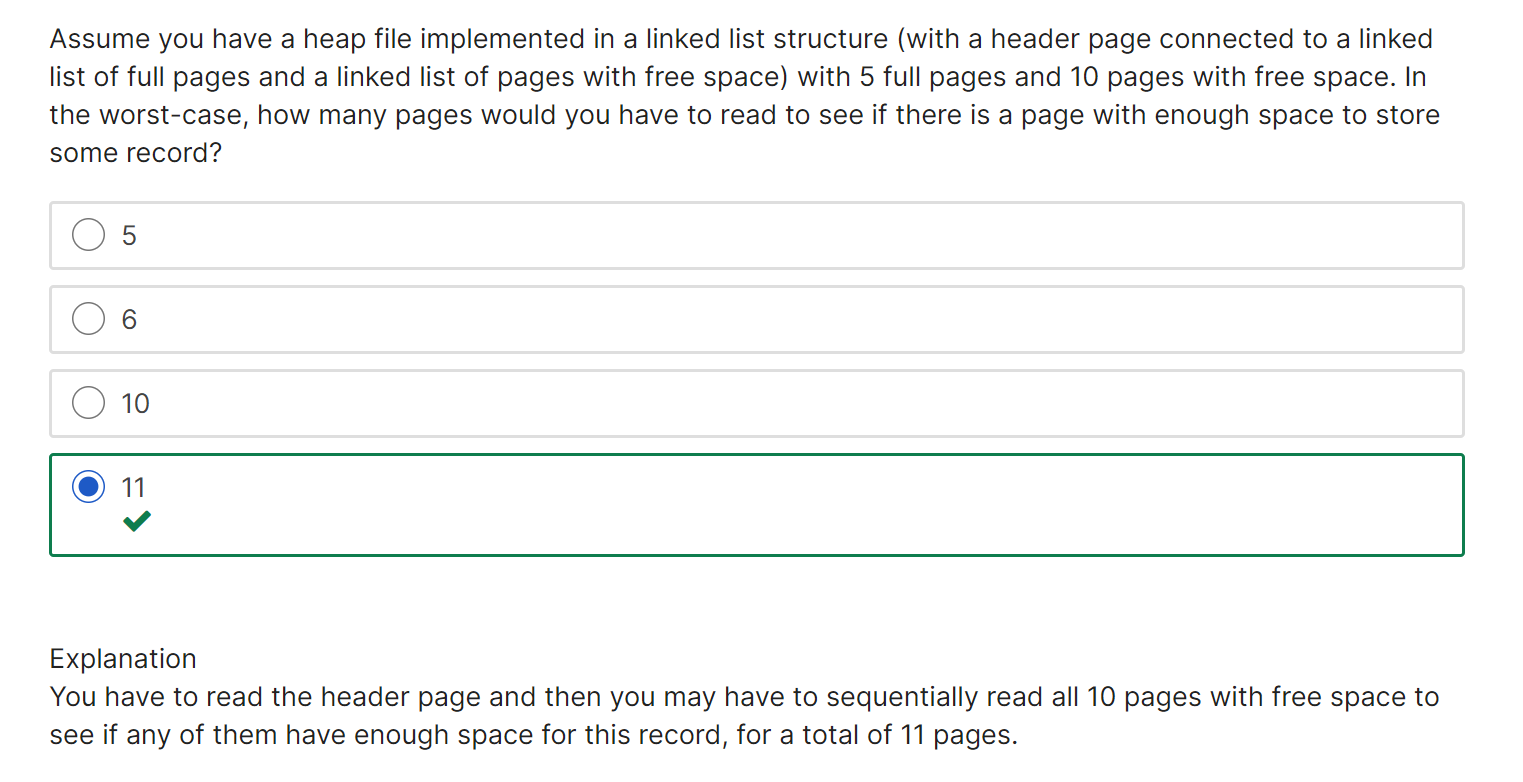 Assume you have a heap file implemented in a linked list structure (with a header page connected to a linked
list of full pages and a linked list of pages with free space) with 5 full pages and 10 pages with free space. In
the worst-case, how many pages would you have to read to see if there is a page with enough space to store
some record?
5
6
10
11
Explanation
You have to read the header page and then you may have to sequentially read all 10 pages with free space to
see if any of them have enough space for this record, for a total of 11 pages.